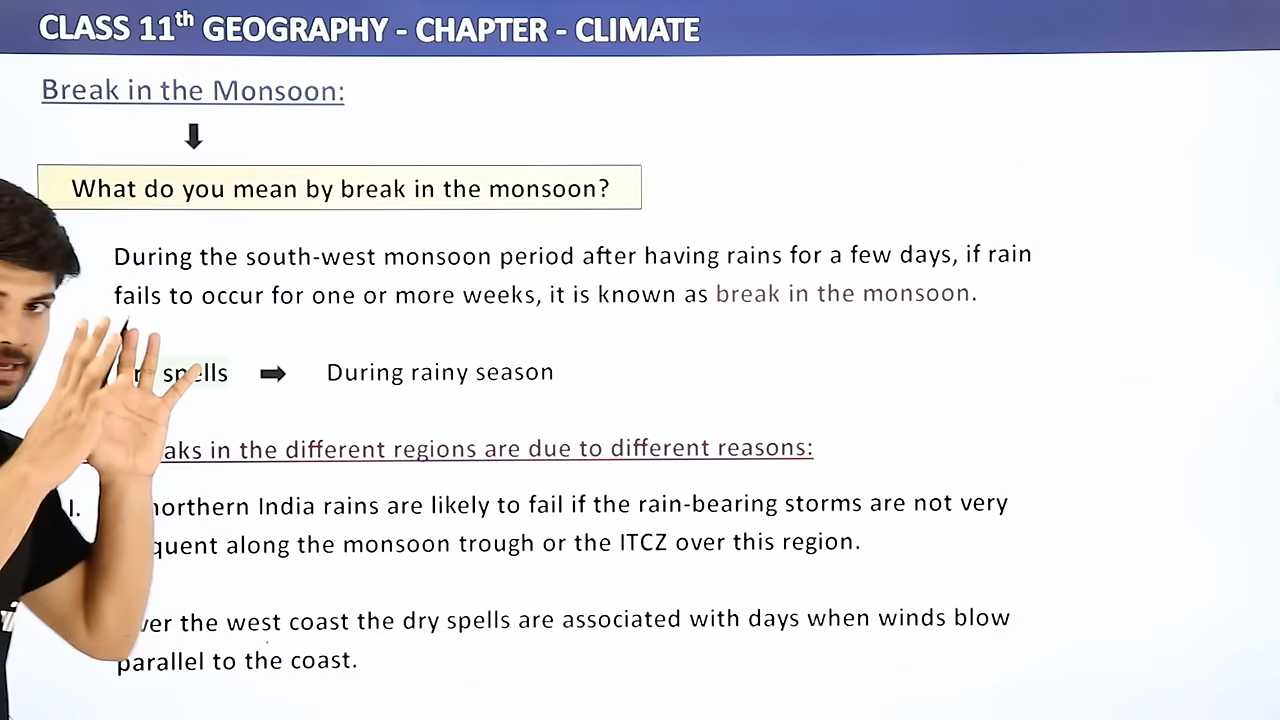 CLASS 11th GEOGRAPHY - CHAPTER - CLIMATE
Break in the Monsoon:
What do you mean by break in the monsoon?
During the south-west monsoon period after having rains for a few days, if rain
fails to occur for one or more weeks, it is known as break in the monsoon.
spells During rainy season
in the different regions are due to different reasons:
northern India rains are likely to fail if the rain-bearing storms are not very
along the monsoon trough or the ITCZ over this region.
the west coast the dry spells are associated with days when winds blow
parallel to the coast.